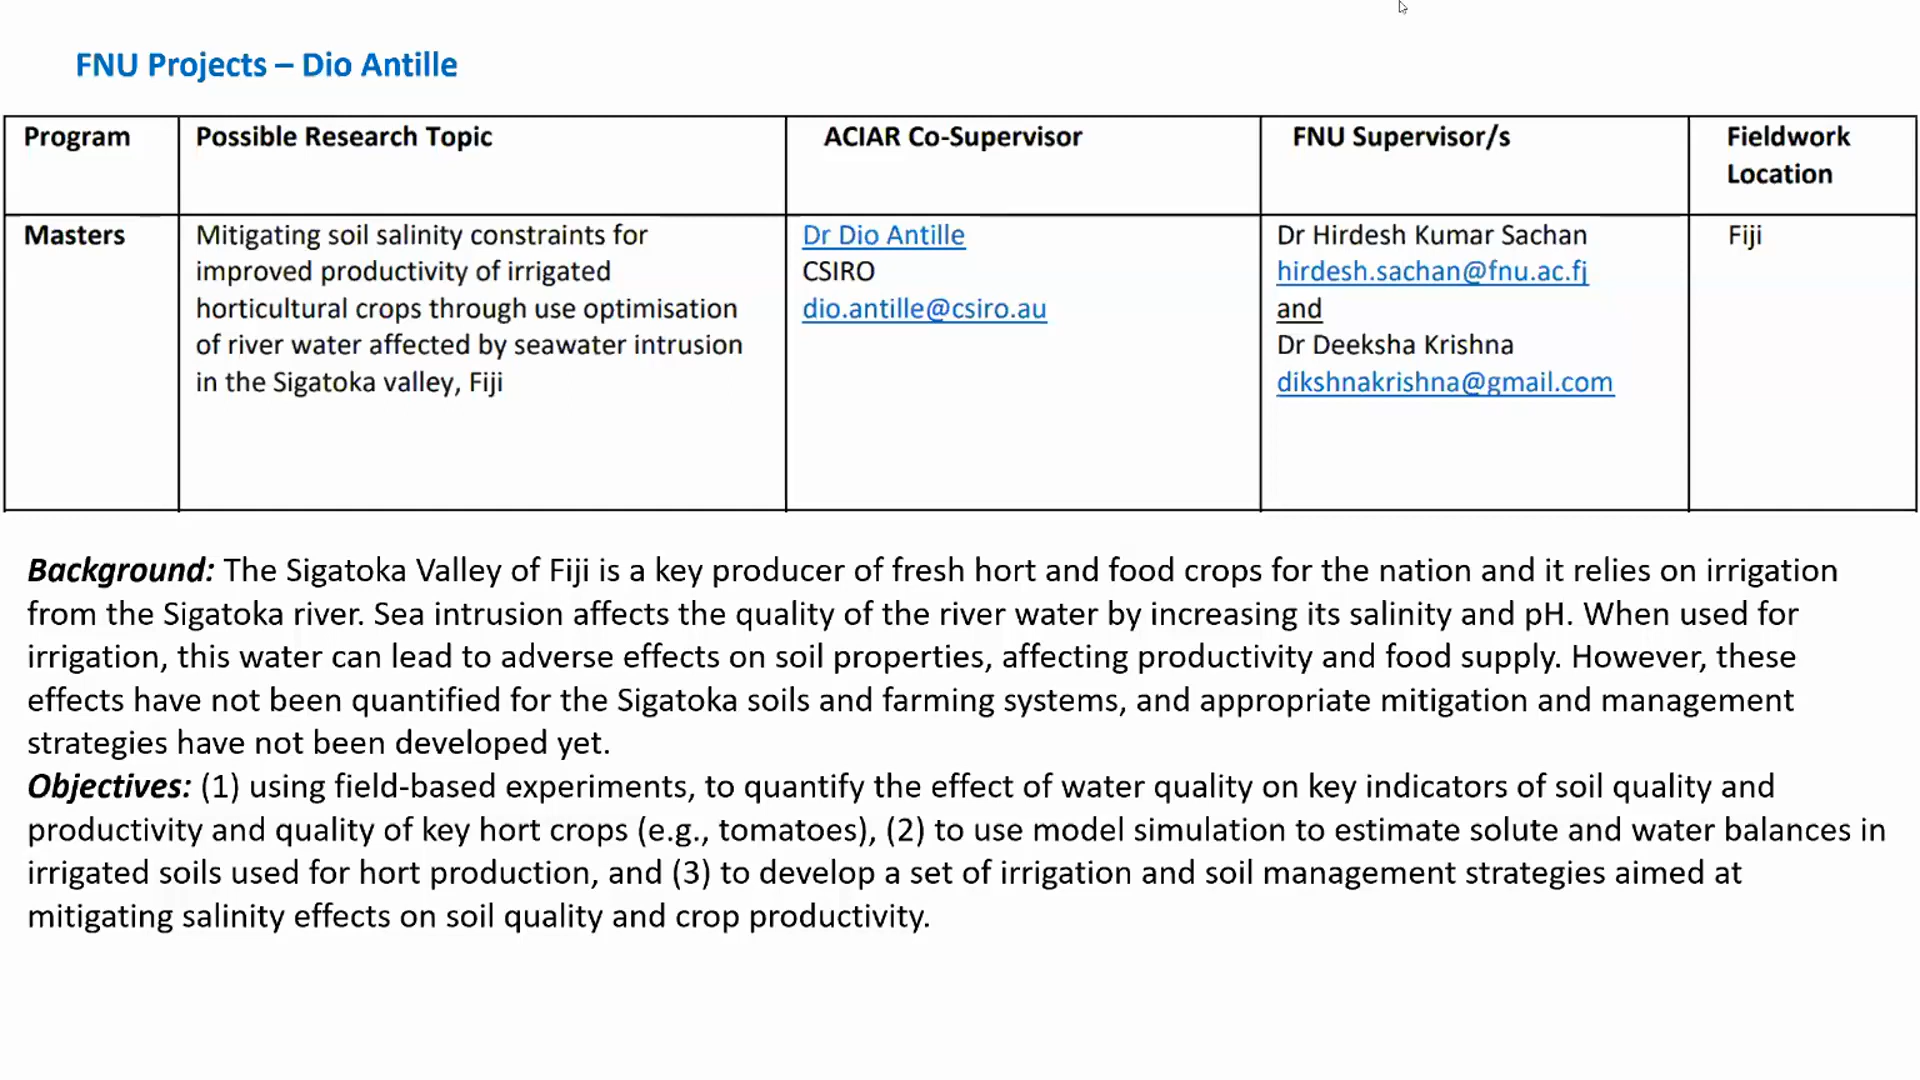 FNU Projects – Dio Antille
Program
Possible Research Topic
ACIAR Co-Supervisor
FNU Supervisor/s
Fieldwork
Location
Masters
Mitigating soil salinity constraints for
improved productivity of irrigated
horticultural crops through use optimisation
of river water affected by seawater intrusion
in the Sigatoka valley, Fiji
Dr Dio Antille
CSIRO
dio.antille@csiro.au
Dr Hirdesh Kumar Sachan
hirdesh.sachan@fnu.ac.fj
and
Dr Deeksha Krishna
dikshnakrishna@gmail.com
Fiji
Background: The Sigatoka Valley of Fiji is a key producer of fresh hort and food crops for the nation and it relies on irrigation
from the Sigatoka river. Sea intrusion affects the quality of the river water by increasing its salinity and pH. When used for
irrigation, this water can lead to adverse effects on soil properties, affecting productivity and food supply. However, these
effects have not been quantified for the Sigatoka soils and farming systems, and appropriate mitigation and management
strategies have not been developed yet.
Objectives: (1) using field-based experiments, to quantify the effect of water quality on key indicators of soil quality and
productivity and quality of key hort crops (e.g., tomatoes), (2) to use model simulation to estimate solute and water balances in
irrigated soils used for hort production, and (3) to develop a set of irrigation and soil management strategies aimed at
mitigating salinity effects on soil quality and crop productivity.